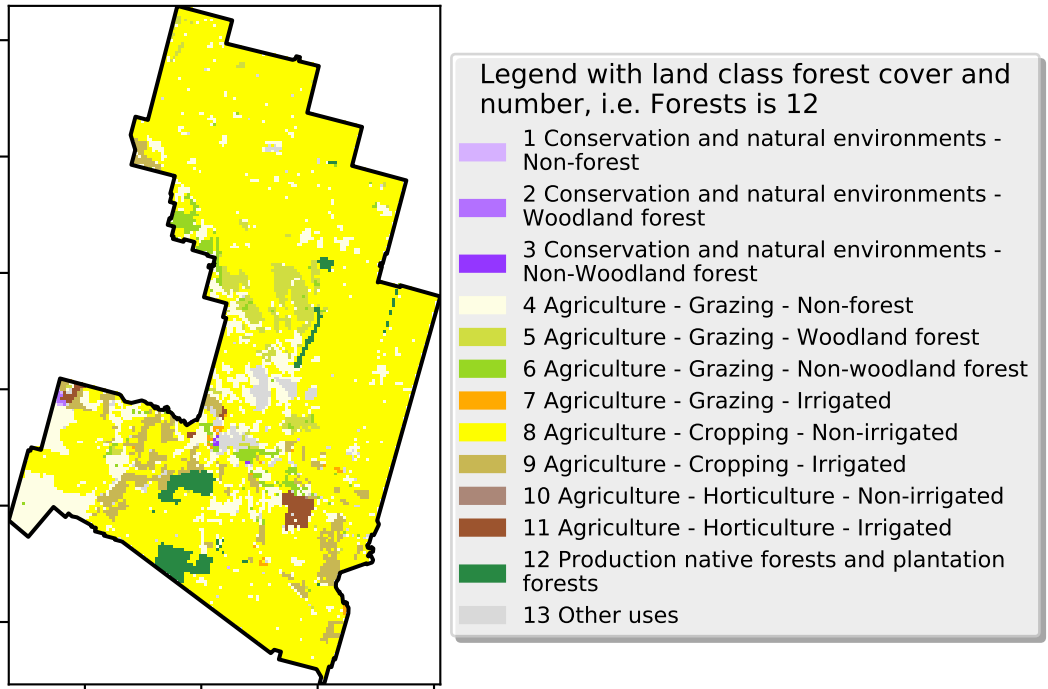 Legend with land class forest cover and
number, i.e. Forests is 12
1 Conservation and natural environments -
Non-forest
2 Conservation and natural environments -
Woodland forest
3 Conservation and natural environments -
Non-Woodland forest
4 Agriculture - Grazing - Non-forest
5 Agriculture - Grazing - Woodland forest
6 Agriculture - Grazing - Non-woodland forest
7 Agriculture - Grazing - Irrigated
8 Agriculture - Cropping - Non-irrigated
9 Agriculture - Cropping - Irrigated
10 Agriculture - Horticulture - Non-irrigated
11 Agriculture - Horticulture - Irrigated
12 Production native forests and plantation
forests
13 Other uses